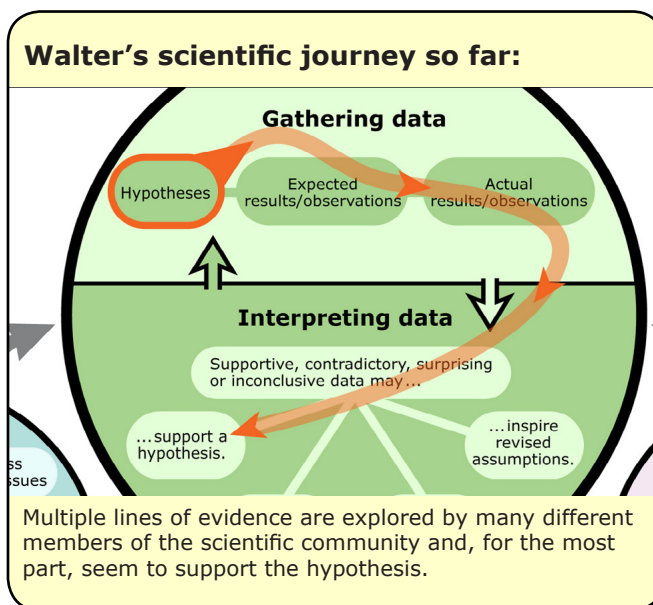 Walter’s scientific journey so far:
Gathering data
Hypotheses
Expected
results/observations
Actual
results/observations
Interpreting data
Supportive, contradictory, surprising
or inconclusive data may...
...support a
hypothesis.
...inspire
revised
assumptions.
ss
ssues
Multiple lines of evidence are explored by many different
members of the scientific community and, for the most
part, seem to support the hypothesis.